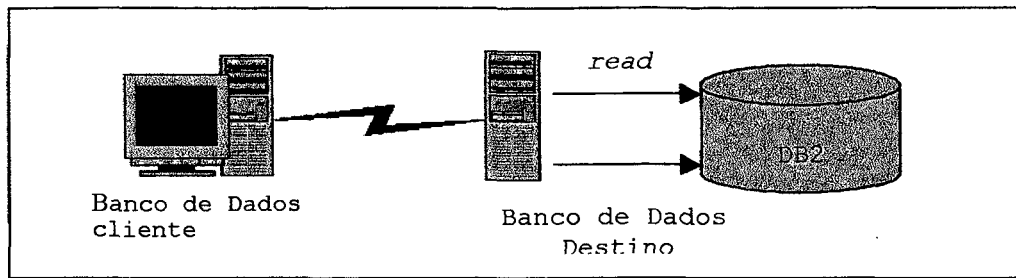 read
DB2
Banco de Dados
cliente
Banco de Dados
Destino